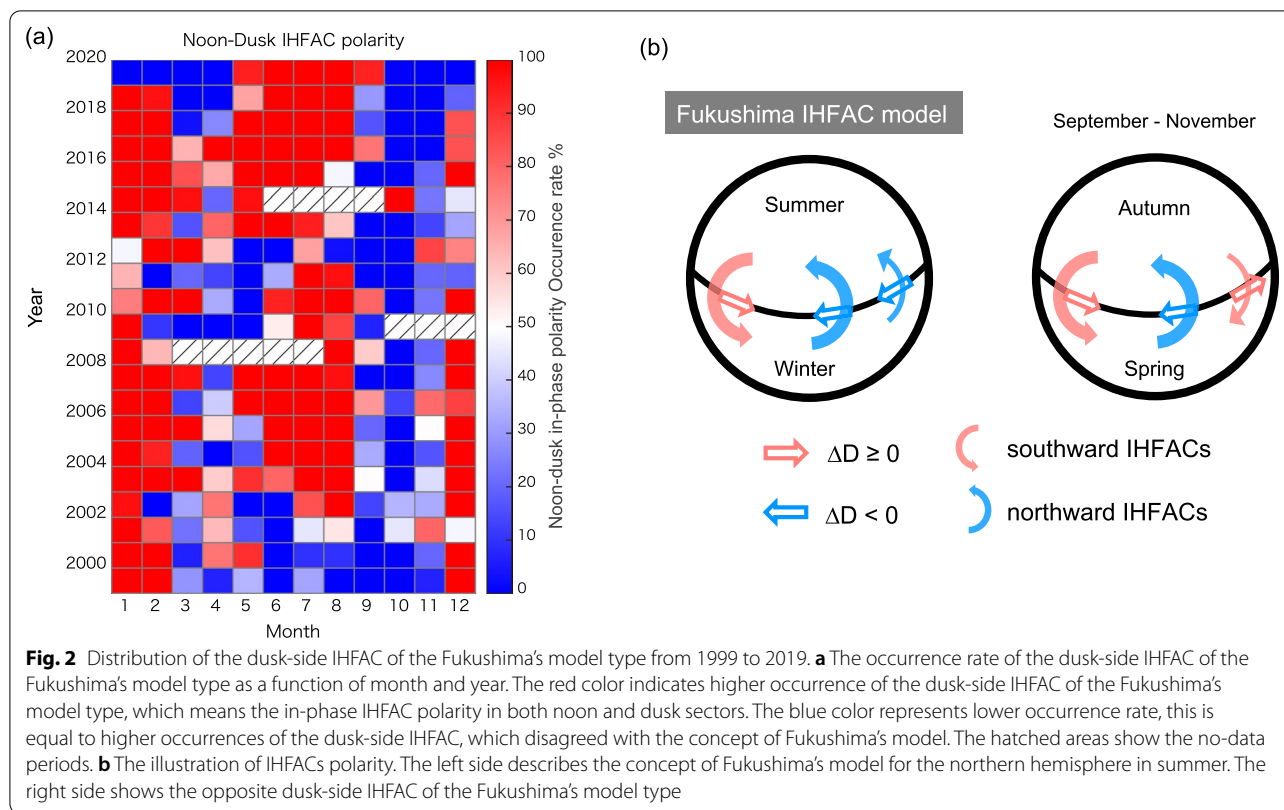 (a)
Noon-Dusk IHFAC polarity
2020
2018
2016
2014
2012
2010
2008
2006
2004
2002
2000
Year
1 2 3 4 5 6 7 8 9 10 11 12
Month
100
90
80
70
60
50
40
30
20
10
0
Noon-dusk in-phase polarity Occurence rate %
(b)
Fukushima IHFAC model
September - November
Summer
Winter
Autumn
Spring
ΔD ≥ 0
southward IHFACs
ΔD < 0
northward IHFACs
Fig. 2 Distribution of the dusk-side IHFAC of the Fukushima's model type from 1999 to 2019. a The occurrence rate of the dusk-side IHFAC of the
Fukushima's model type as a function of month and year. The red color indicates higher occurrence of the dusk-side IHFAC of the Fukushima's
model type, which means the in-phase IHFAC polarity in both noon and dusk sectors. The blue color represents lower occurrence rate, this is
equal to higher occurrences of the dusk-side IHFAC, which disagreed with the concept of Fukushima's model. The hatched areas show the no-data
periods. b The illustration of IHFACs polarity. The left side describes the concept of Fukushima's model for the northern hemisphere in summer. The
right side shows the opposite dusk-side IHFAC of the Fukushima's model type